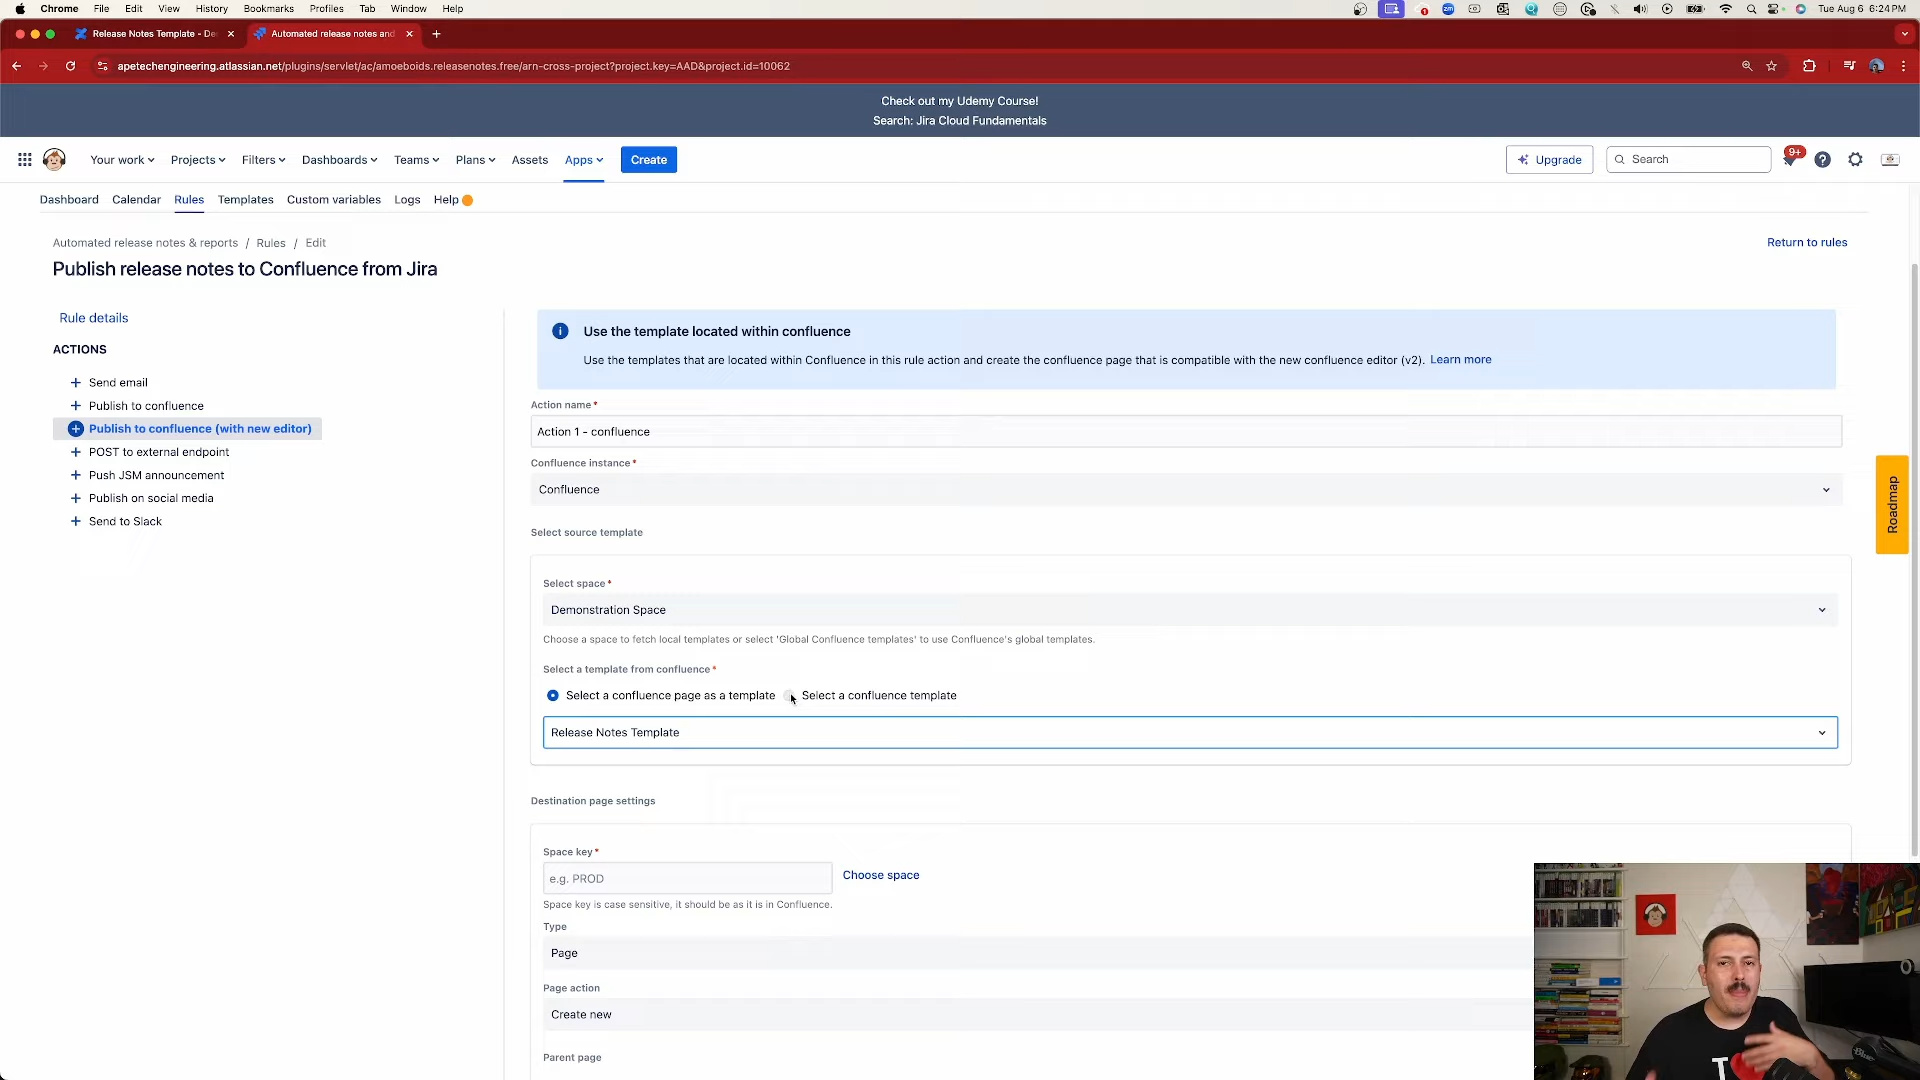 Chrome File Edit View History Bookmarks Profiles Tab Window Help
1
zm
Tue Aug 6 6:24 PM
Release Notes Template - De
Automated release notes and
apetechengineering.atlassian.net/plugins/servlet/ac/amoeboids.releasenotes.free/arn-cross-project?project.key=AAD&project.id=10062
Check out my Udemy Course!
Search: Jira Cloud Fundamentals
Your work Projects Filters Dashboards Teams Plans Assets Apps Create
Upgrade
Search
9+
Dashboard Calendar Rules Templates Custom variables Logs Help
Automated release notes & reports / Rules / Edit
Return to rules
Publish release notes to Confluence from Jira
Rule details
ACTIONS
Send email
Publish to confluence
Publish to confluence (with new editor)
POST to external endpoint
Push JSM announcement
Publish on social media
Send to Slack
Use the template located within confluence
Use the templates that are located within Confluence in this rule action and create the confluence page that is compatible with the new confluence editor (v2). Learn more
Action name *
Action 1 - confluence
Confluence instance *
Confluence
Select source template
Select space *
Demonstration Space
Choose a space to fetch local templates or select 'Global Confluence templates' to use Confluence's global templates.
Select a template from confluence *
Select a confluence page as a template
Select a confluence template
Release Notes Template
Destination page settings
Space key *
e.g. PROD
Choose space
Space key is case sensitive, it should be as it is in Confluence.
Type
Page
Page action
Create new
Parent page
Roadmap
I